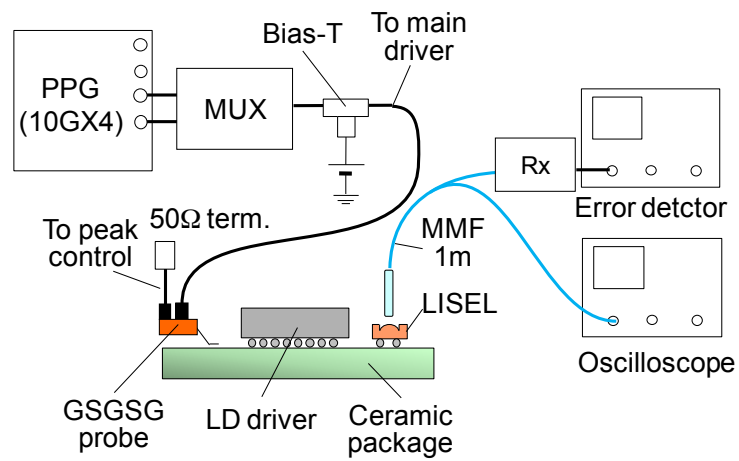 Bias-T
To main
driver
PPG
(10GX4)
MUX
Rx
Error detctor
To peak
control
50Ω term.
MMF
1m
LISEL
Oscilloscope
GSGSG
probe
LD driver
Ceramic
package